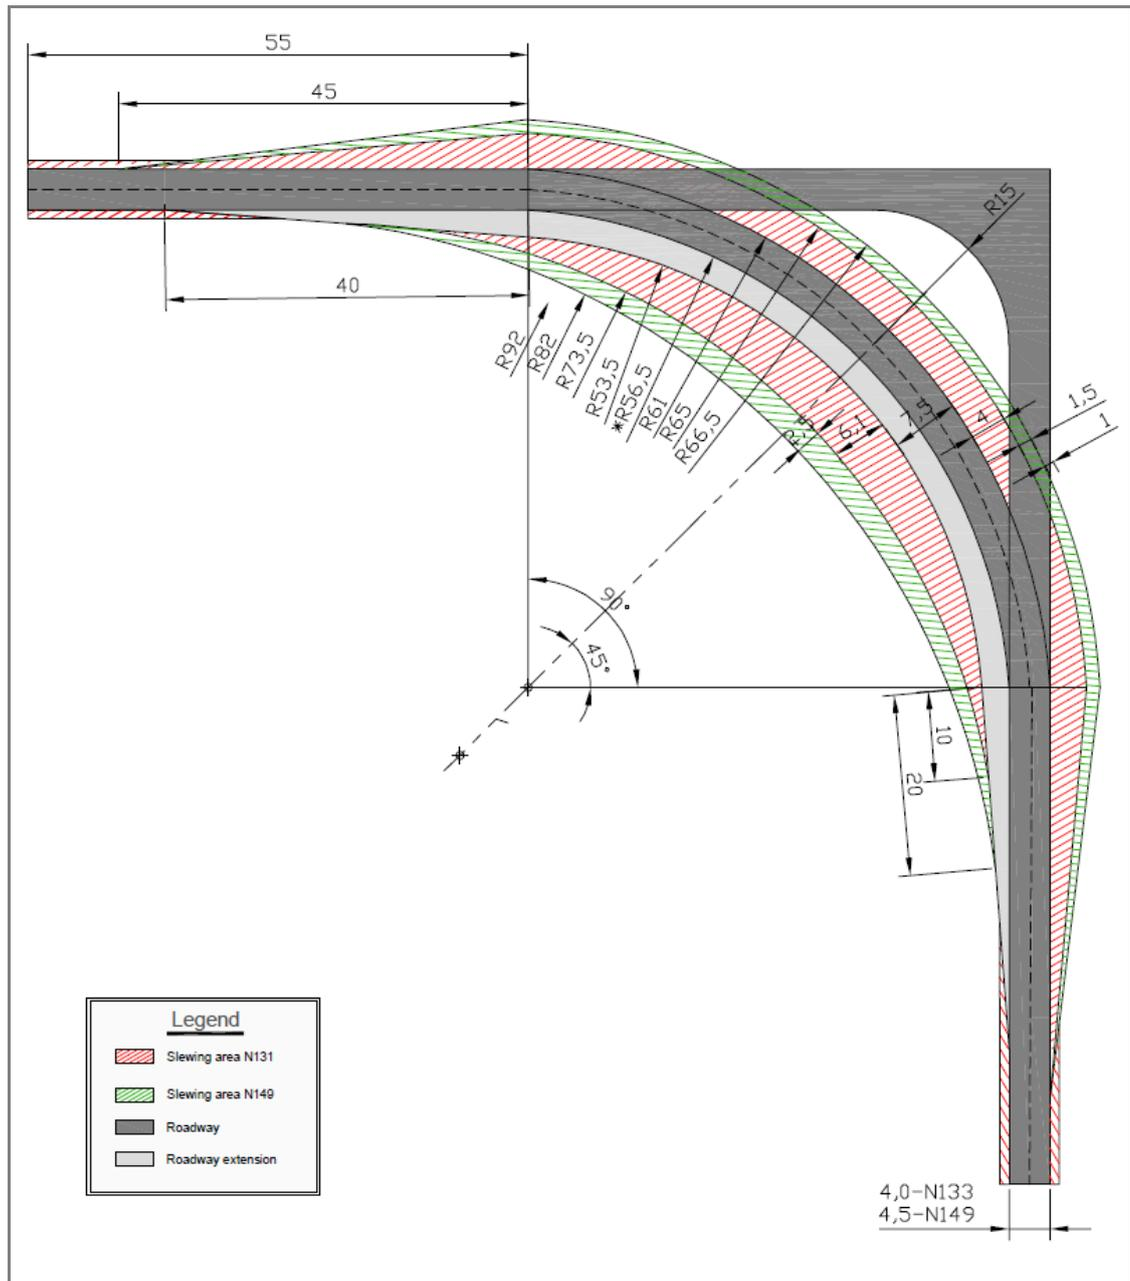 55
45
40
R15
R92
R82
R73,5
R53,5
*R56,5
R61
R65
R66,5
6,1
7,5
4
1,5
1
90°
45°
10
20
Legend
Slewing area N131
Slewing area N149
Roadway
Roadway extension
4,0-N133
4,5-N149